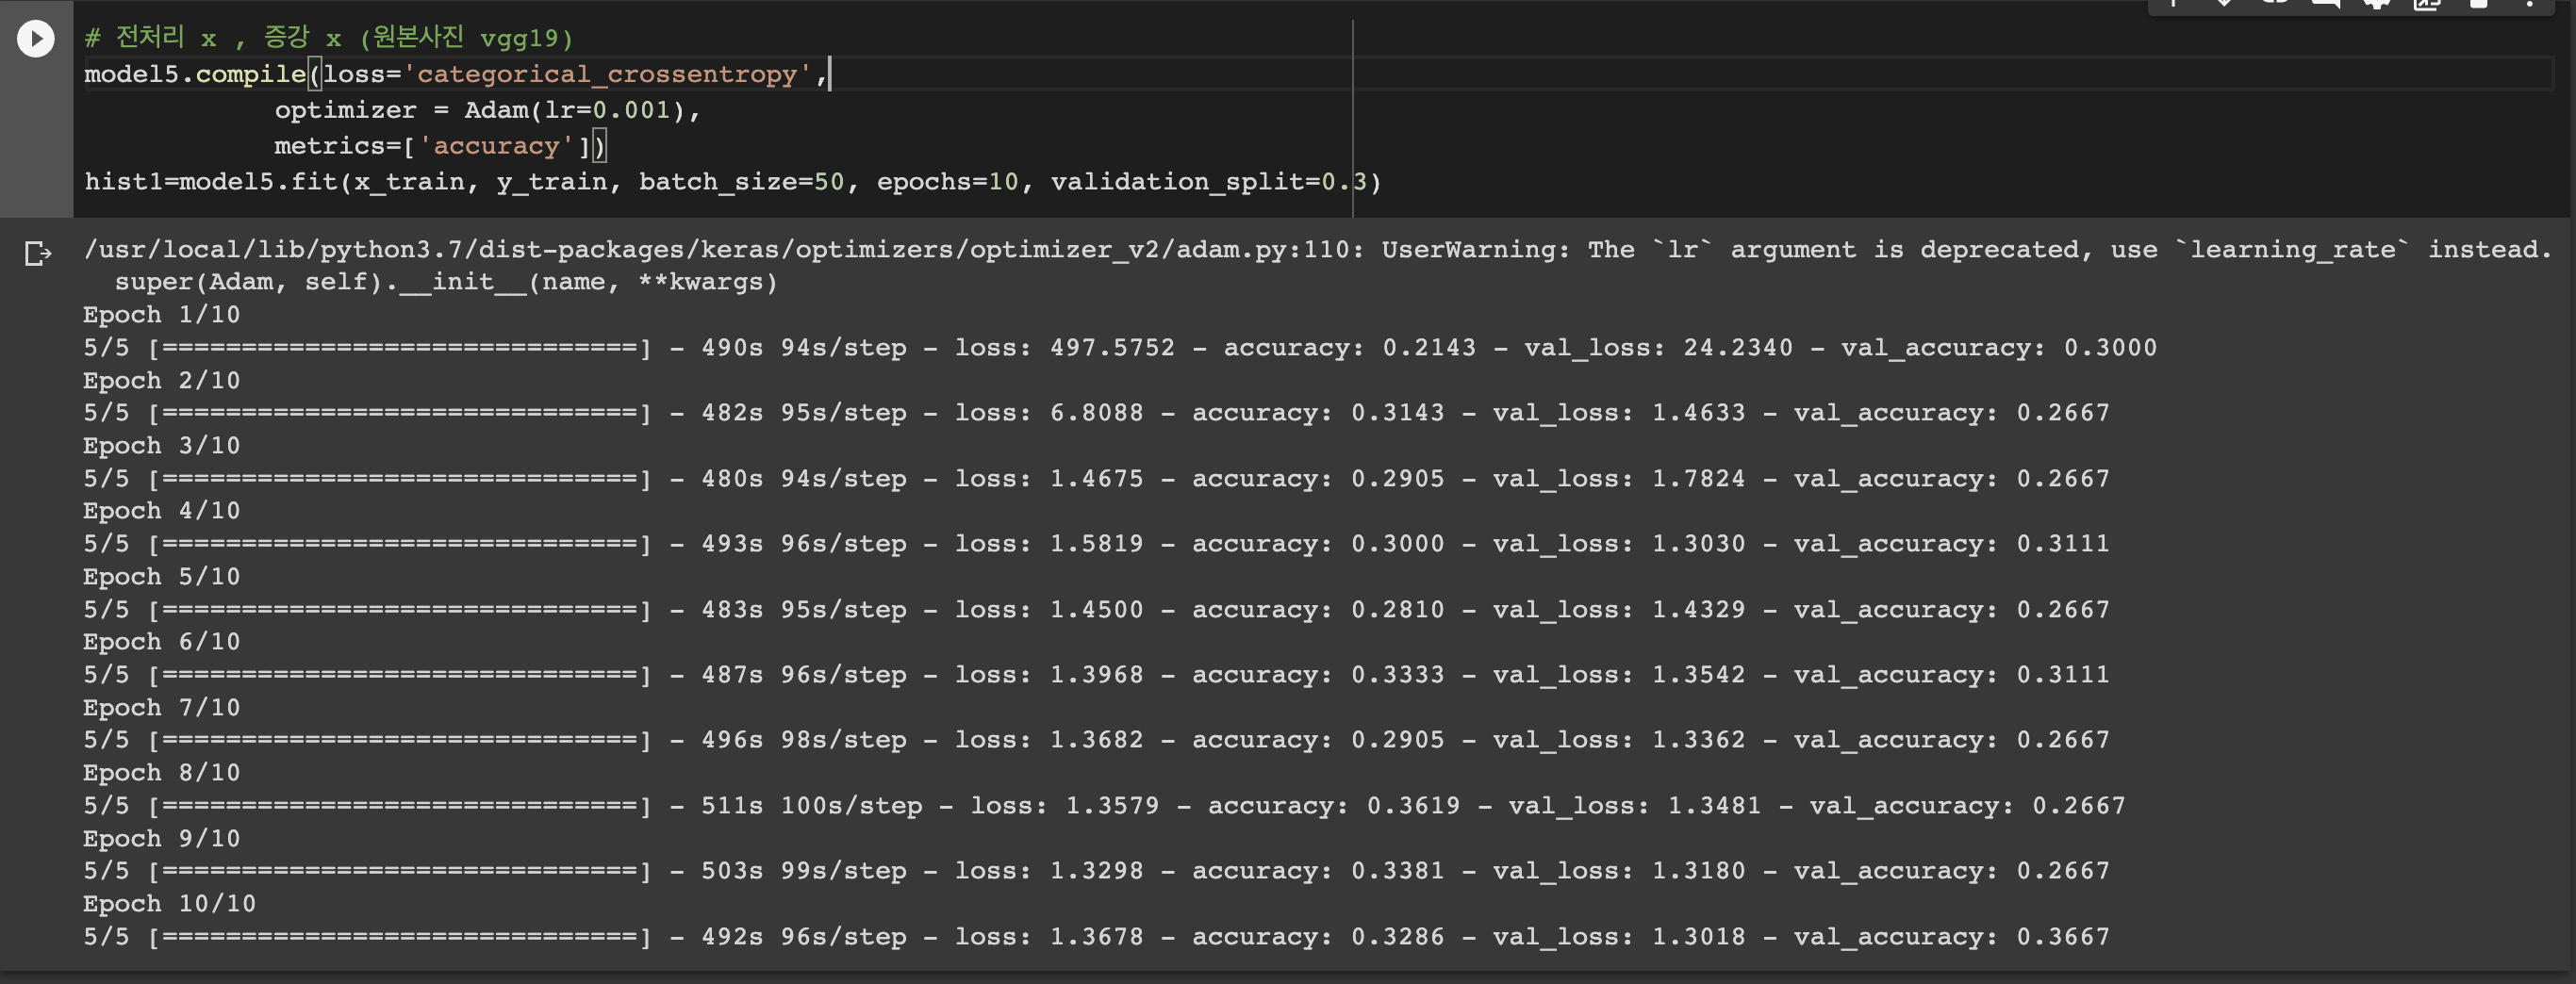 # 전처리 x , 증강 x (원본사진 vgg19)
model5.compile(loss='categorical_crossentropy',
optimizer = Adam(lr=0.001),
metrics=['accuracy'])
hist1=model5.fit(x_train, y_train, batch_size=50, epochs=10, validation_split=0.3)
/usr/local/lib/python3.7/dist-packages/keras/optimizers/optimizer_v2/adam.py:110: UserWarning: The `lr` argument is deprecated, use `learning_rate` instead.
super(Adam, self).__init__(name, **kwargs)
Epoch 1/10
5/5 [==============================] - 490s 94s/step - loss: 497.5752 - accuracy: 0.2143 - val_loss: 24.2340 - val_accuracy: 0.3000
Epoch 2/10
5/5 [==============================] - 482s 95s/step - loss: 6.8088 - accuracy: 0.3143 - val_loss: 1.4633 - val_accuracy: 0.2667
Epoch 3/10
5/5 [==============================] - 480s 94s/step - loss: 1.4675 - accuracy: 0.2905 - val_loss: 1.7824 - val_accuracy: 0.2667
Epoch 4/10
5/5 [==============================] - 493s 96s/step - loss: 1.5819 - accuracy: 0.3000 - val_loss: 1.3030 - val_accuracy: 0.3111
Epoch 5/10
5/5 [==============================] - 483s 95s/step - loss: 1.4500 - accuracy: 0.2810 - val_loss: 1.4329 - val_accuracy: 0.2667
Epoch 6/10
5/5 [==============================] - 487s 96s/step - loss: 1.3968 - accuracy: 0.3333 - val_loss: 1.3542 - val_accuracy: 0.3111
Epoch 7/10
5/5 [==============================] - 496s 98s/step - loss: 1.3682 - accuracy: 0.2905 - val_loss: 1.3362 - val_accuracy: 0.2667
Epoch 8/10
5/5 [==============================] - 511s 100s/step - loss: 1.3579 - accuracy: 0.3619 - val_loss: 1.3481 - val_accuracy: 0.2667
Epoch 9/10
5/5 [==============================] - 503s 99s/step - loss: 1.3298 - accuracy: 0.3381 - val_loss: 1.3180 - val_accuracy: 0.2667
Epoch 10/10
5/5 [==============================] - 492s 96s/step - loss: 1.3678 - accuracy: 0.3286 - val_loss: 1.3018 - val_accuracy: 0.3667